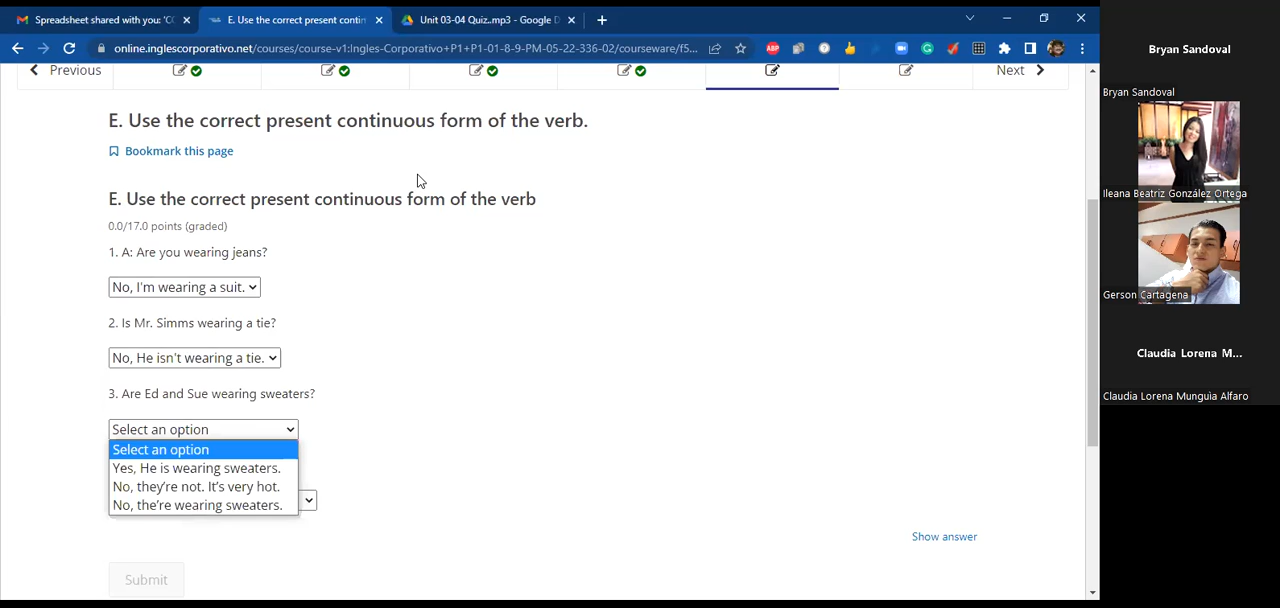 Spreadsheet shared with you: 'CC
E. Use the correct present contin
Unit 03-04 Quiz..mp3 - Google D
online.inglescorporativo.net/courses/course-v1:Ingles-Corporativo+P1+P1-01-8-9-PM-05-22-336-02/courseware/f5...
Previous
Next
E. Use the correct present continuous form of the verb.
Bookmark this page
E. Use the correct present continuous form of the verb
0.0/17.0 points (graded)
1. A: Are you wearing jeans?
No, I'm wearing a suit.
2. Is Mr. Simms wearing a tie?
No, He isn't wearing a tie.
3. Are Ed and Sue wearing sweaters?
Select an option
Select an option
Yes, He is wearing sweaters.
No, they're not. It's very hot.
No, the're wearing sweaters.
Show answer
Submit
Bryan Sandoval
Bryan Sandoval
Ileana Beatriz González Ortega
Gerson Cartagena
Claudia Lorena M...
Claudia Lorena Munguìa Alfaro